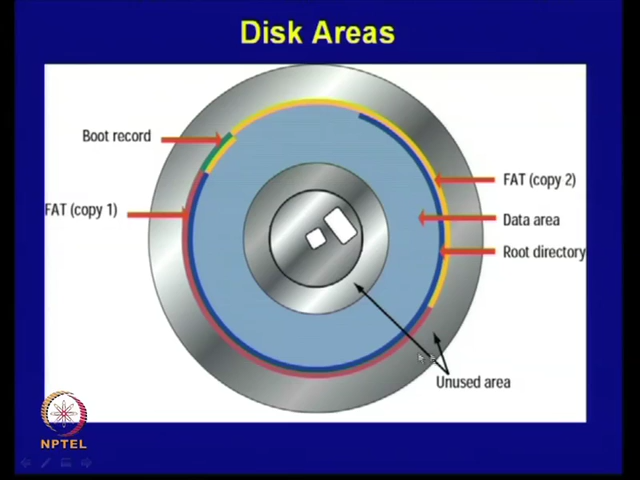 Disk Areas
Boot record
FAT (copy 1)
FAT (copy 2)
Data area
Root directory
Unused area
NPTEL